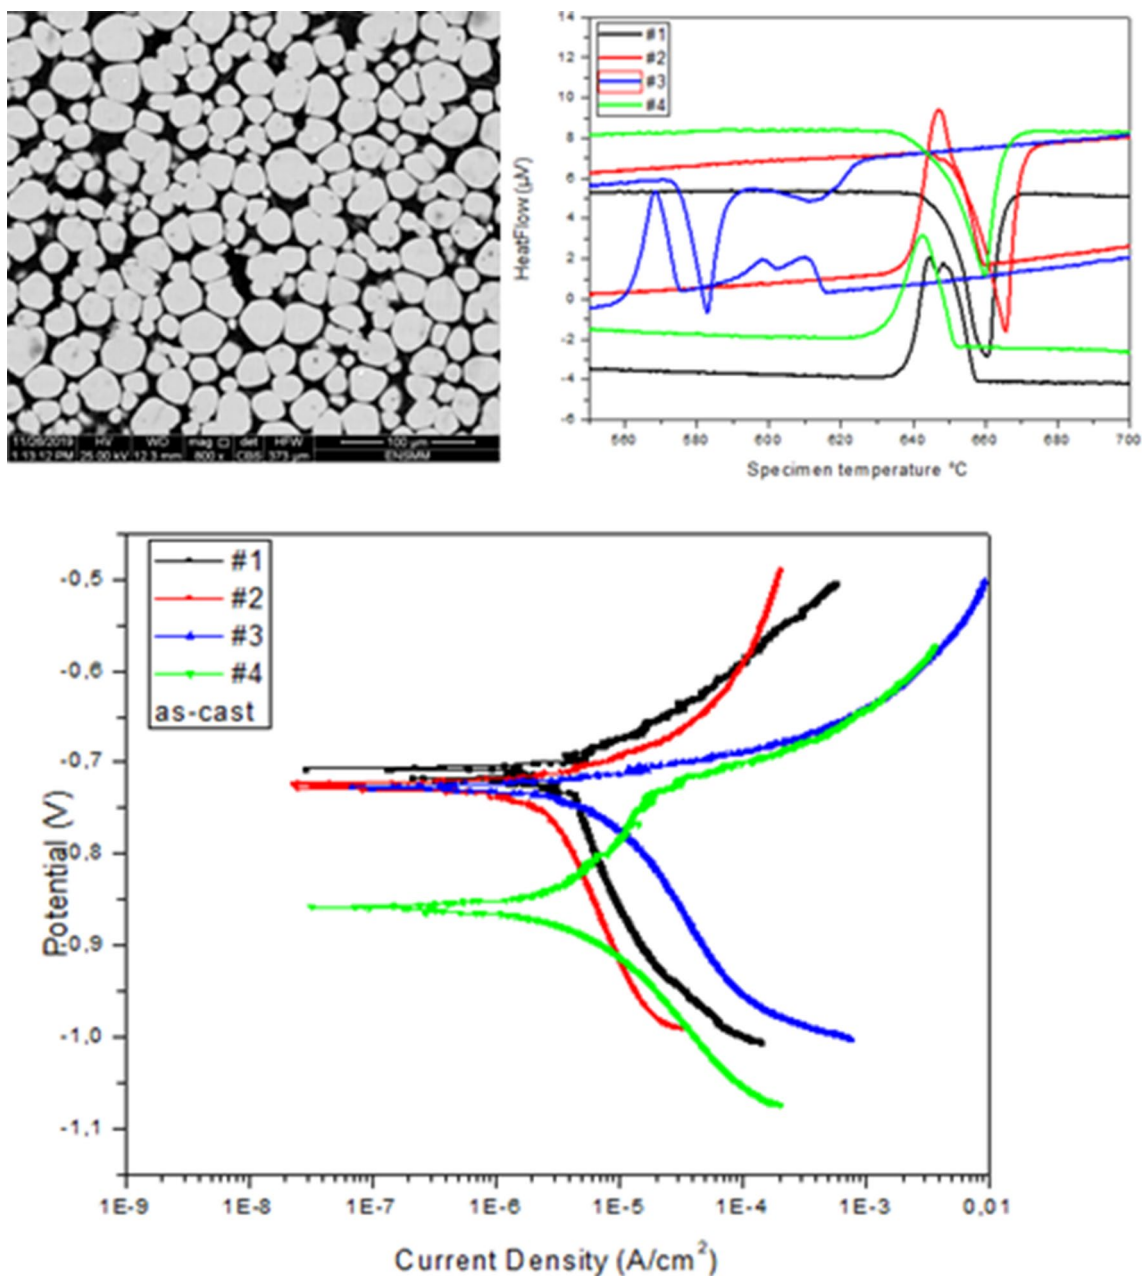 11/26/2019 HV WD mag □ det HFW 100 µm
1:13:12 PM 25.00 kV 12.3 mm 800 x CBS 373 µm ENSMM
14
12
10
8
6
4
2
0
-2
-4
-6
HeatFlow (µV)
#1
#2
#3
#4
560 580 600 620 640 660 680 700
Specimen temperature °C
#1
#2
#3
#4
as-cast
-0,5
-0,6
-0,7
-0,8
-0,9
-1,0
-1,1
Potential (V)
1E-9 1E-8 1E-7 1E-6 1E-5 1E-4 1E-3 0,01
Current Density (A/cm²)